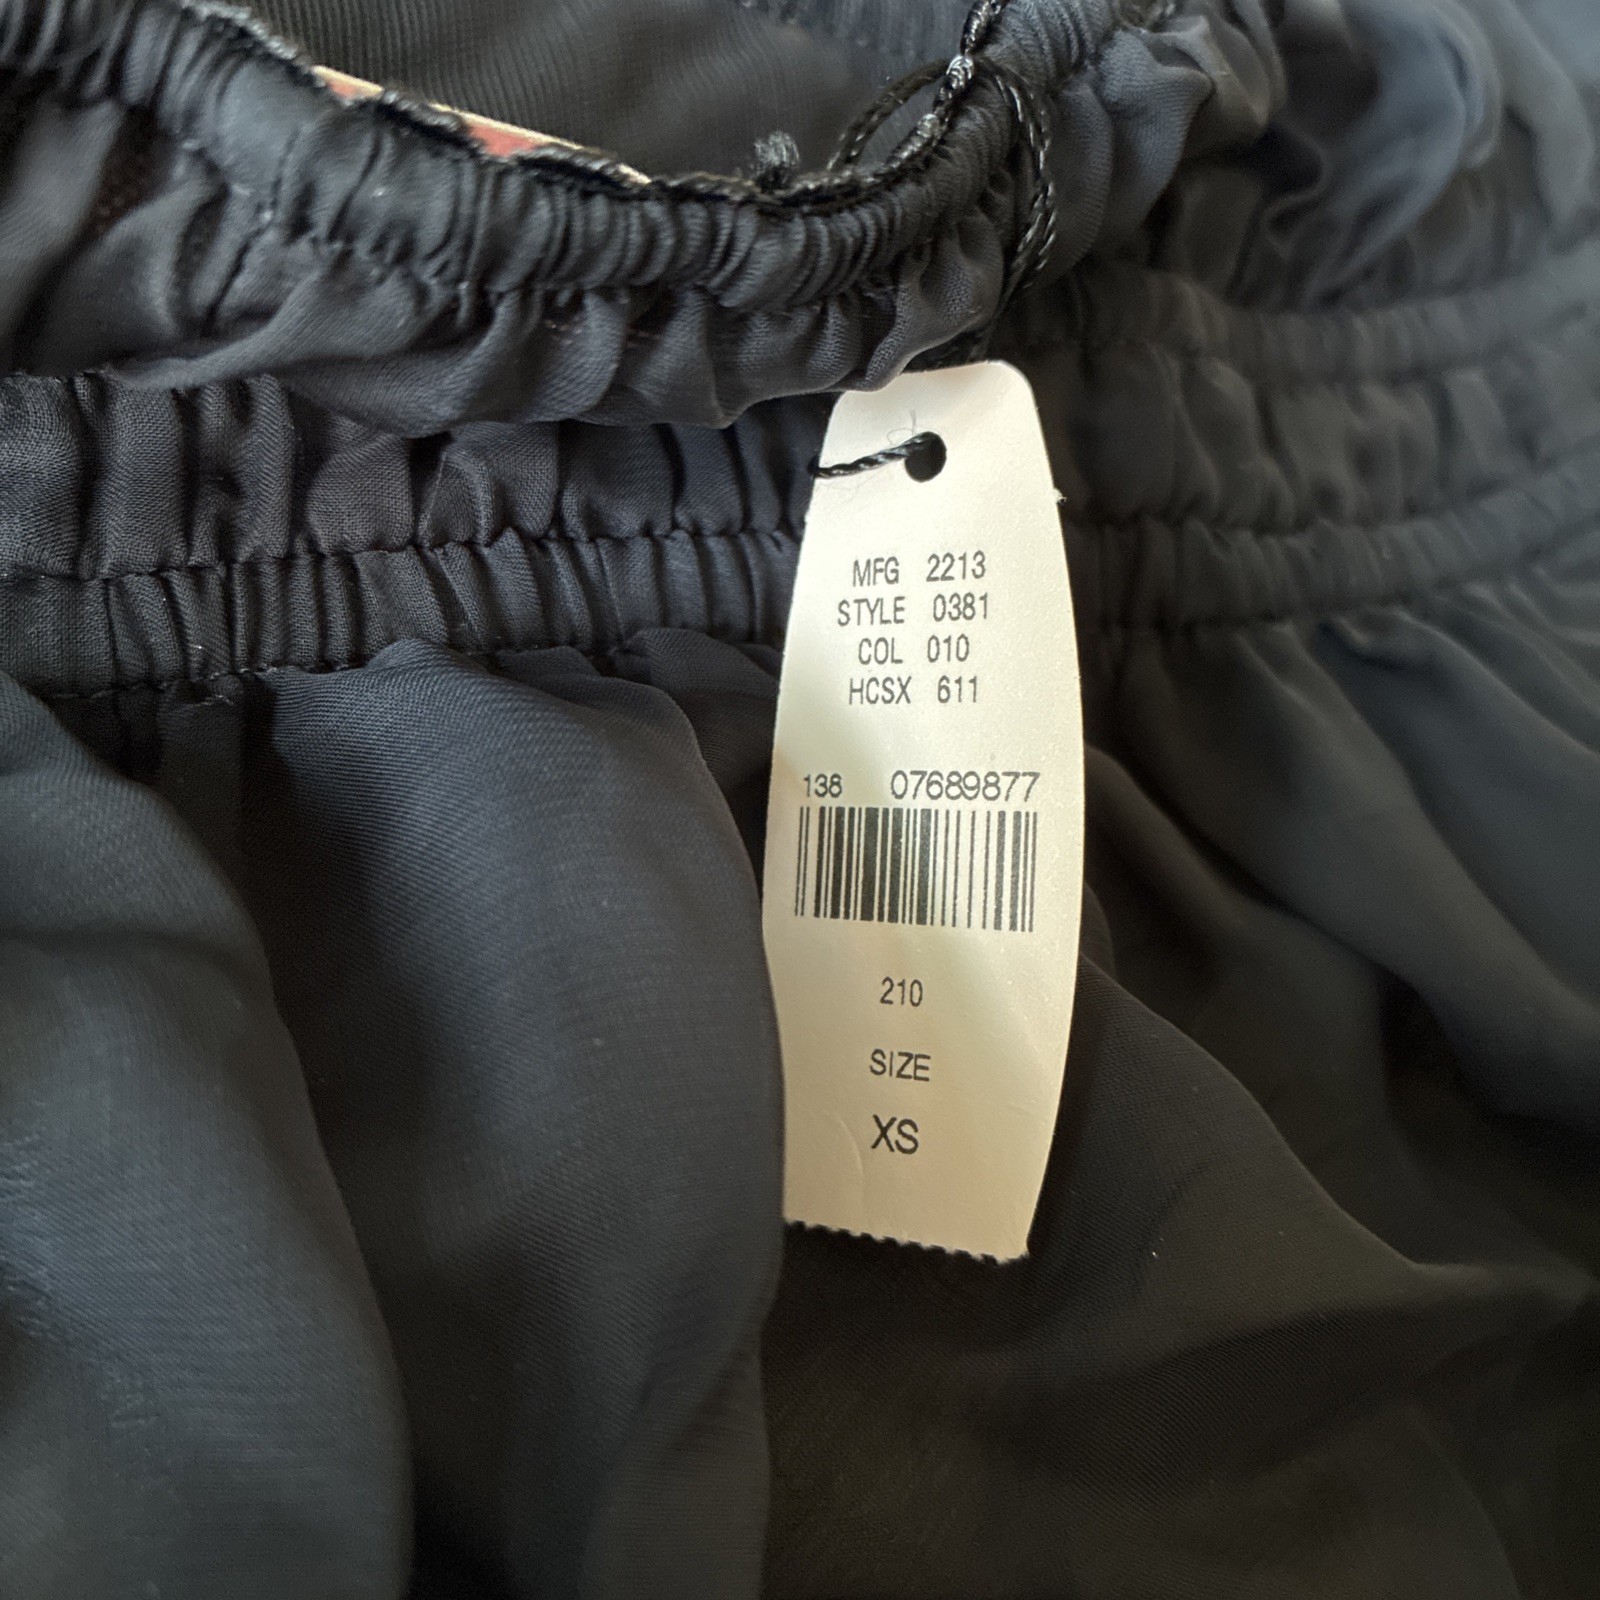 MFG 2213
STYLE 0381
COL 010
HCSX 611
138 07689877
210
SIZE
XS